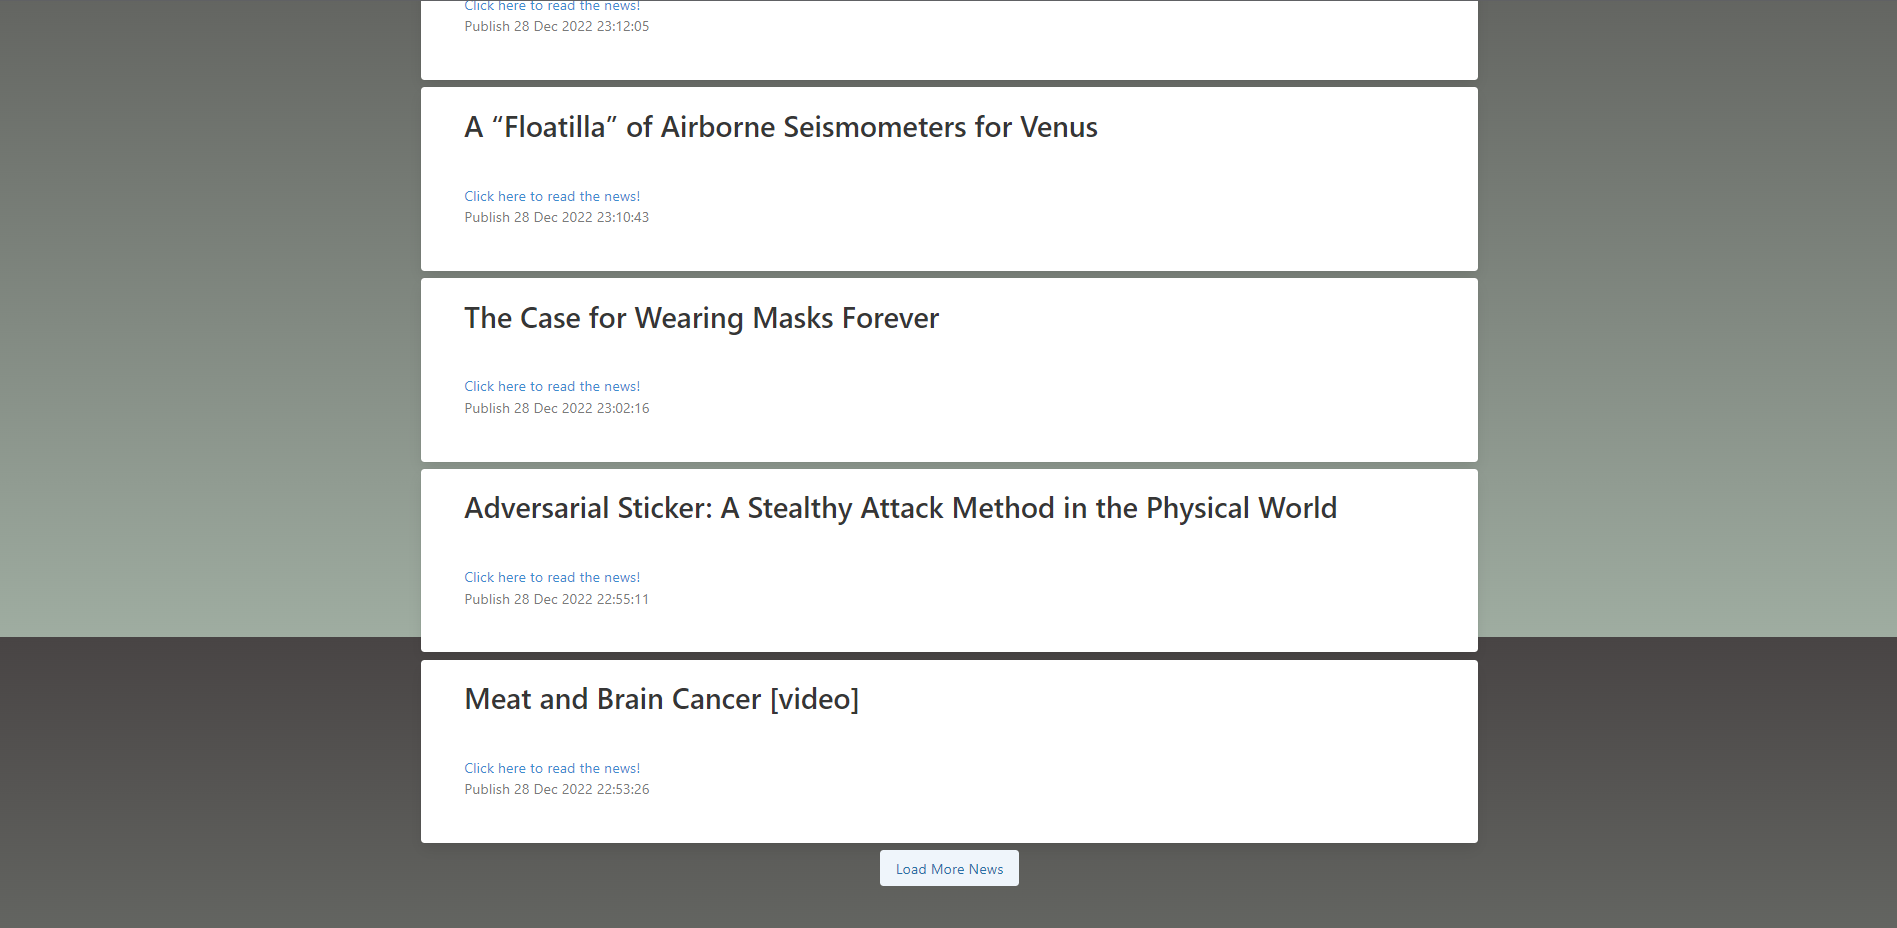 Click here to read the news!
Publish 28 Dec 2022 23:12:05
A “Floatilla” of Airborne Seismometers for Venus
Click here to read the news!
Publish 28 Dec 2022 23:10:43
The Case for Wearing Masks Forever
Click here to read the news!
Publish 28 Dec 2022 23:02:16
Adversarial Sticker: A Stealthy Attack Method in the Physical World
Click here to read the news!
Publish 28 Dec 2022 22:55:11
Meat and Brain Cancer [video]
Click here to read the news!
Publish 28 Dec 2022 22:53:26
Load More News